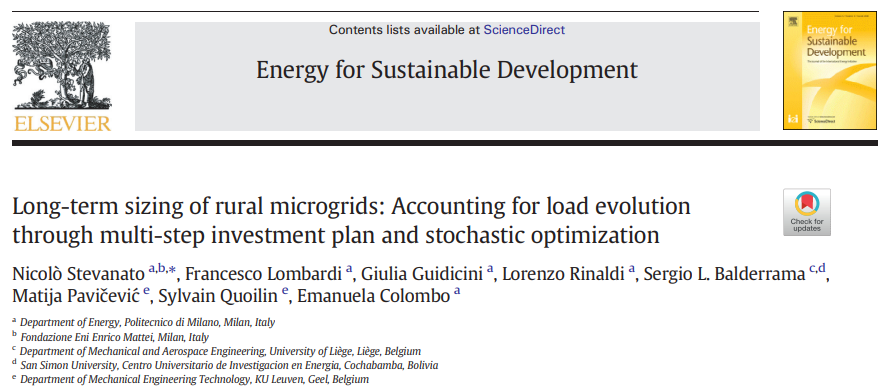 Contents lists available at ScienceDirect
Energy for Sustainable Development
ELSEVIER
Energy for
Sustainable
Development
Long-term sizing of rural microgrids: Accounting for load evolution
through multi-step investment plan and stochastic optimization
Check for
updates
Nicolò Stevanato a,b,*, Francesco Lombardi a, Giulia Guidicini a, Lorenzo Rinaldi a, Sergio L. Balderrama c,d,
Matija Pavičević e, Sylvain Quoilin e, Emanuela Colombo a
a Department of Energy, Politecnico di Milano, Milan, Italy
b Fondazione Eni Enrico Mattei, Milan, Italy
c Department of Mechanical and Aerospace Engineering, University of Liège, Liège, Belgium
d San Simon University, Centro Universitario de Investigacion en Energia, Cochabamba, Bolivia
e Department of Mechanical Engineering Technology, KU Leuven, Geel, Belgium